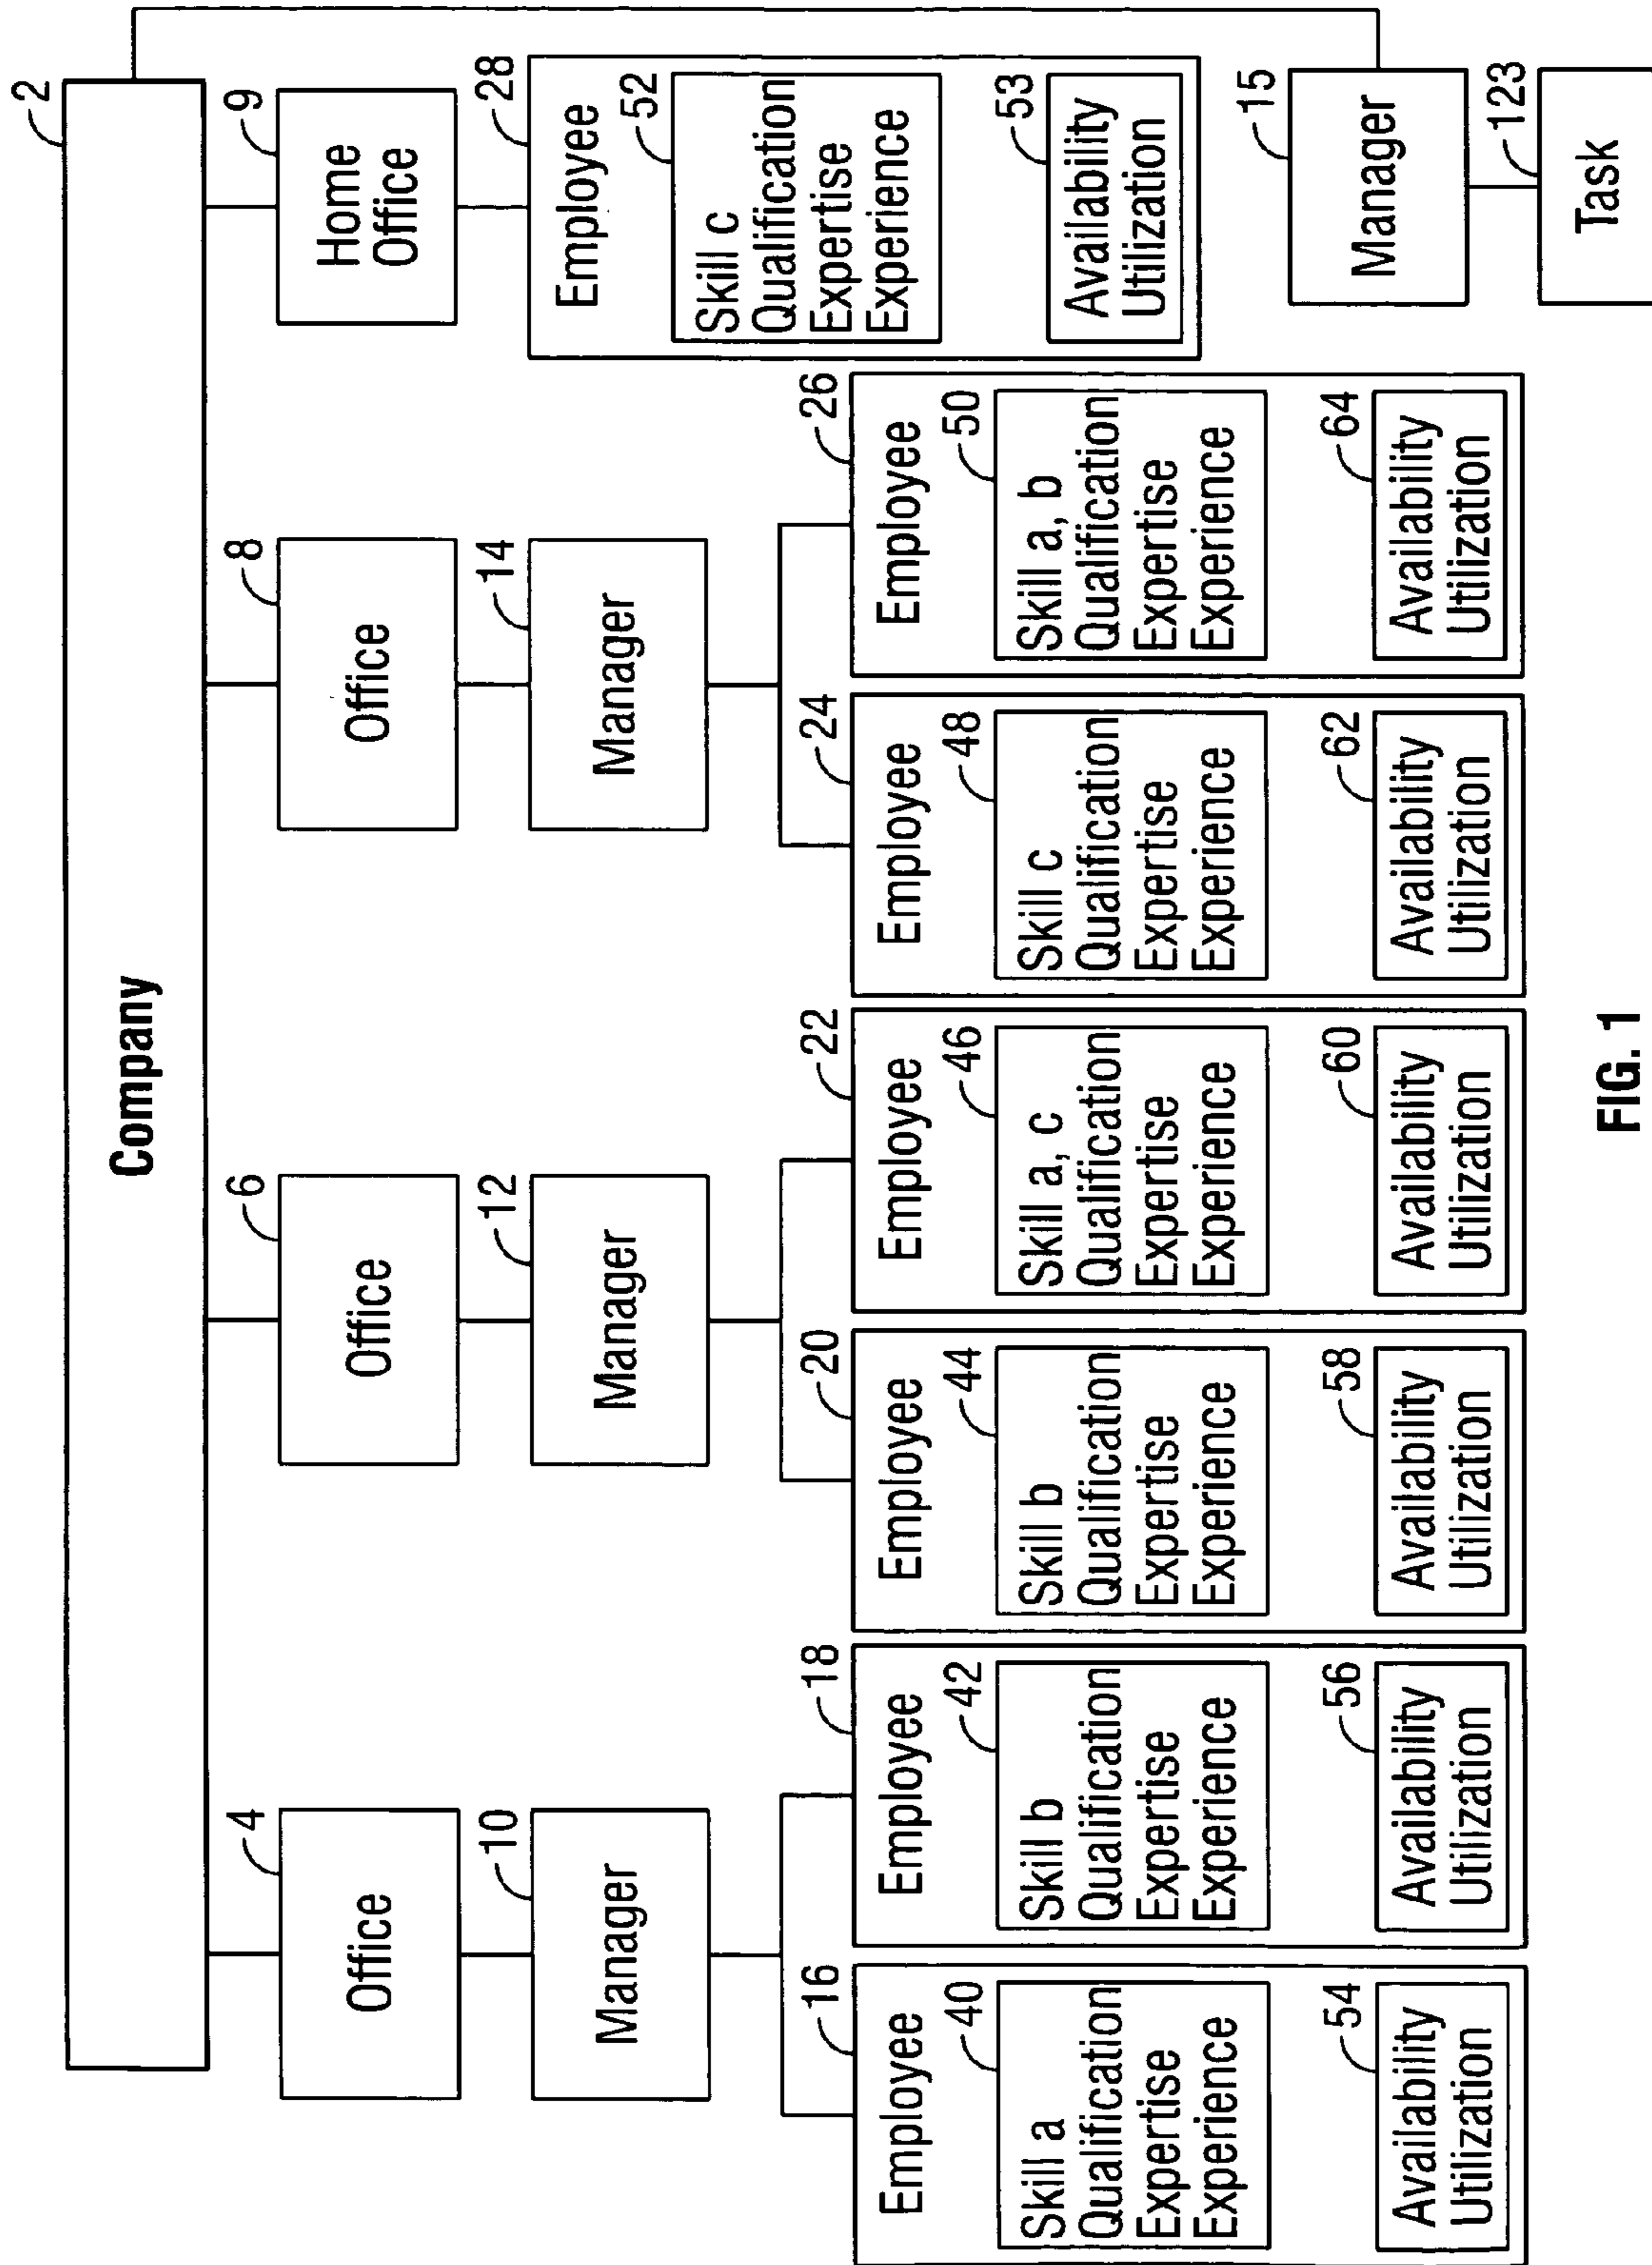 Company
2
Office
4
Office
6
Office
8
Home
Office
9
Manager
10
Manager
12
Manager
14
Employee
16
Skill a
Qualification
Expertise
Experience
40
Availability
Utilization
54
Employee
18
Skill b
Qualification
Expertise
Experience
42
Availability
Utilization
56
Employee
20
Skill b
Qualification
Expertise
Experience
44
Availability
Utilization
58
Employee
22
Skill a, c
Qualification
Expertise
Experience
46
Availability
Utilization
60
Employee
24
Skill c
Qualification
Expertise
Experience
48
Availability
Utilization
62
Employee
26
Skill a, b
Qualification
Expertise
Experience
50
Availability
Utilization
64
Employee
28
Skill c
Qualification
Expertise
Experience
52
Availability
Utilization
53
Manager
15
Task
123
FIG. 1